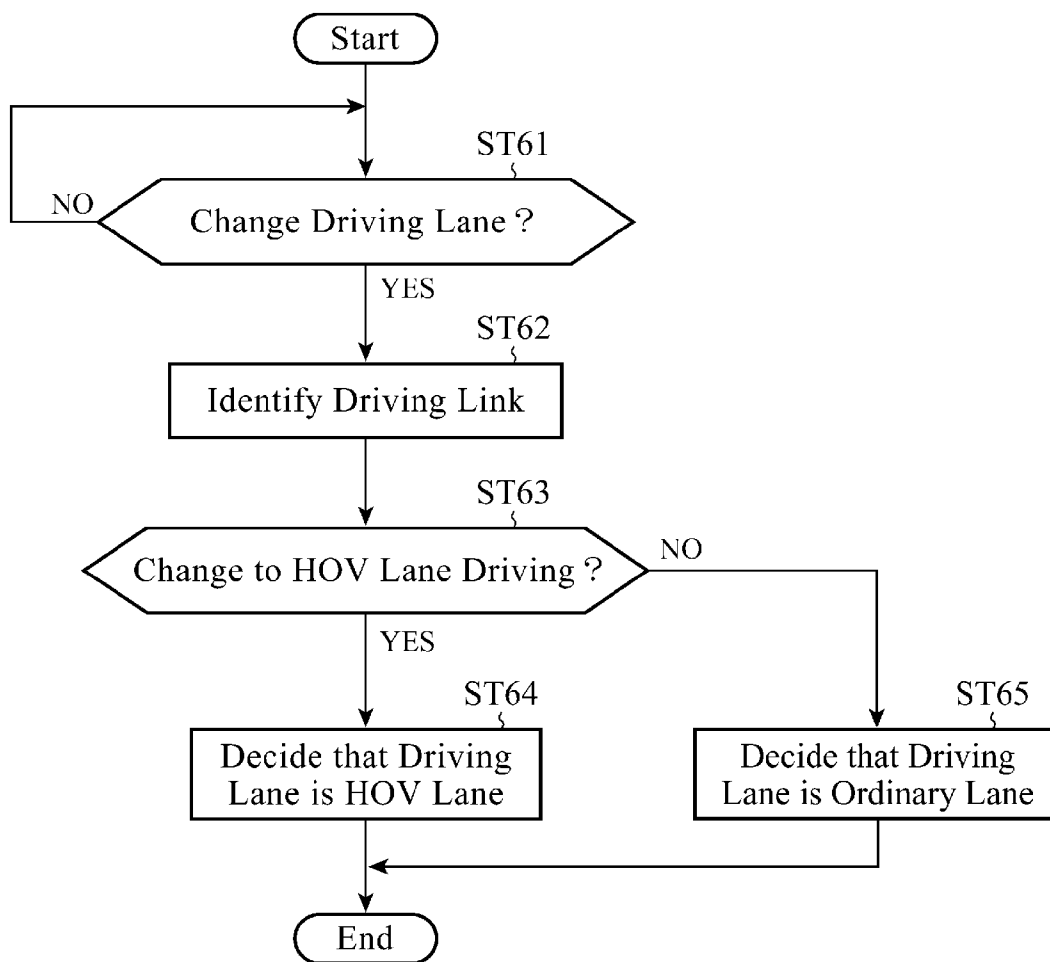 Start
ST61
NO
Change Driving Lane?
YES
ST62
Identify Driving Link
ST63
Change to HOV Lane Driving?
NO
YES
ST64
Decide that Driving
Lane is HOV Lane
ST65
Decide that Driving
Lane is Ordinary Lane
End